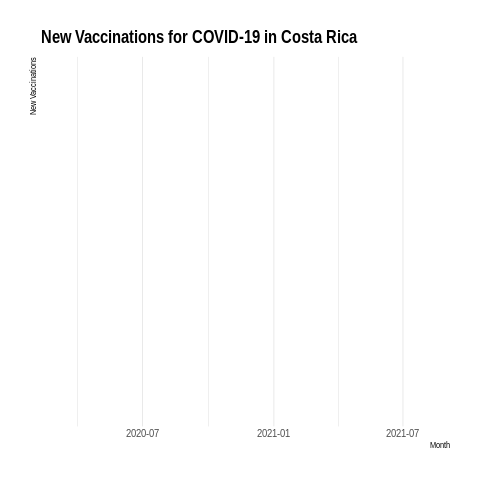 New Vaccinations for COVID-19 in Costa Rica
New Vaccinations
2020-07
2021-01
2021-07
Month